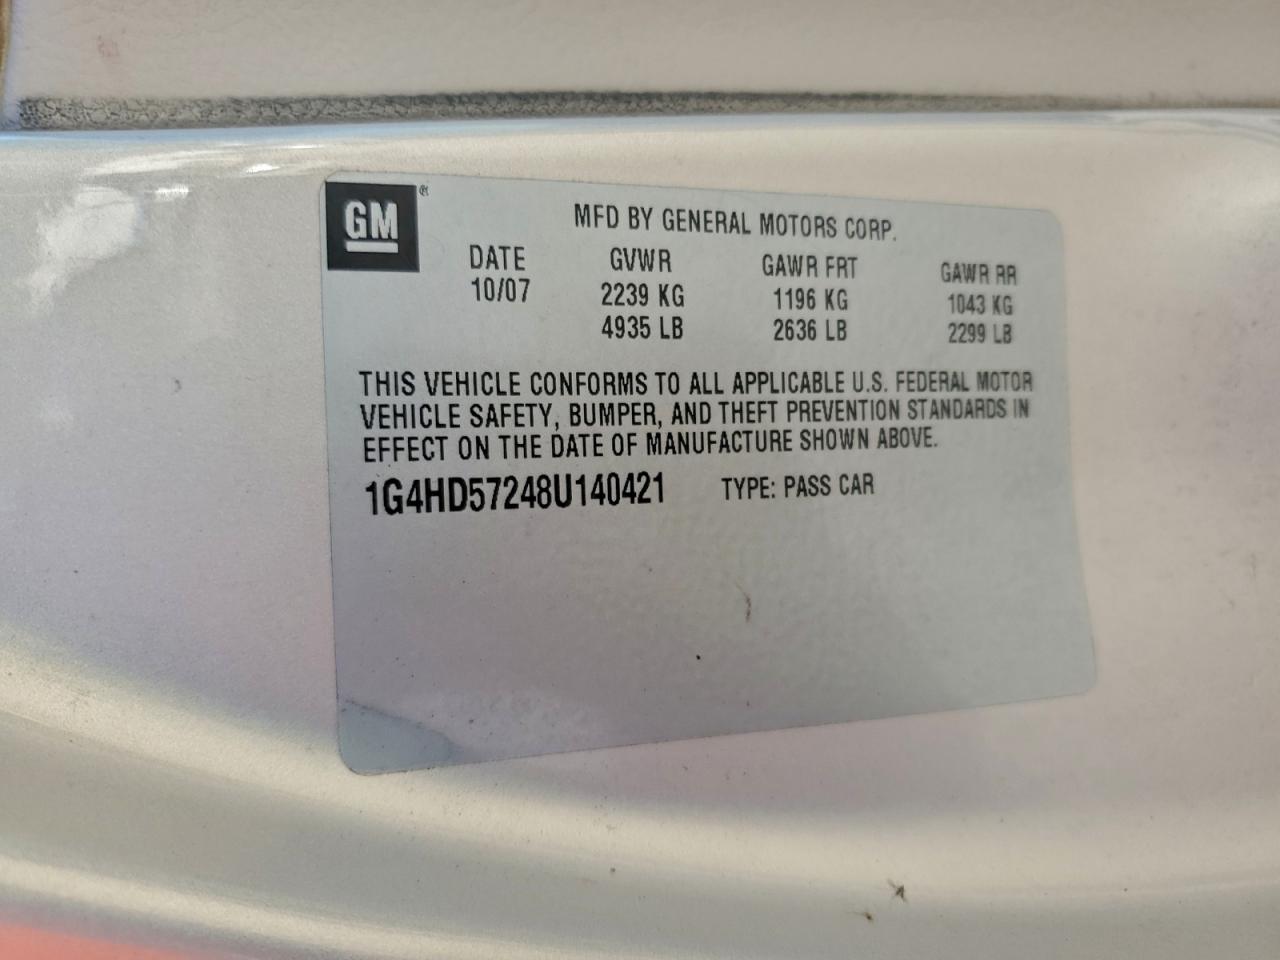 GM®
MFD BY GENERAL MOTORS CORP.
DATE GVWR GAWR FRT GAWR RR
10/07 2239 KG 1196 KG 1043 KG
4935 LB 2636 LB 2299 LB
THIS VEHICLE CONFORMS TO ALL APPLICABLE U.S. FEDERAL MOTOR
VEHICLE SAFETY, BUMPER, AND THEFT PREVENTION STANDARDS IN
EFFECT ON THE DATE OF MANUFACTURE SHOWN ABOVE.
1G4HD57248U140421 TYPE: PASS CAR